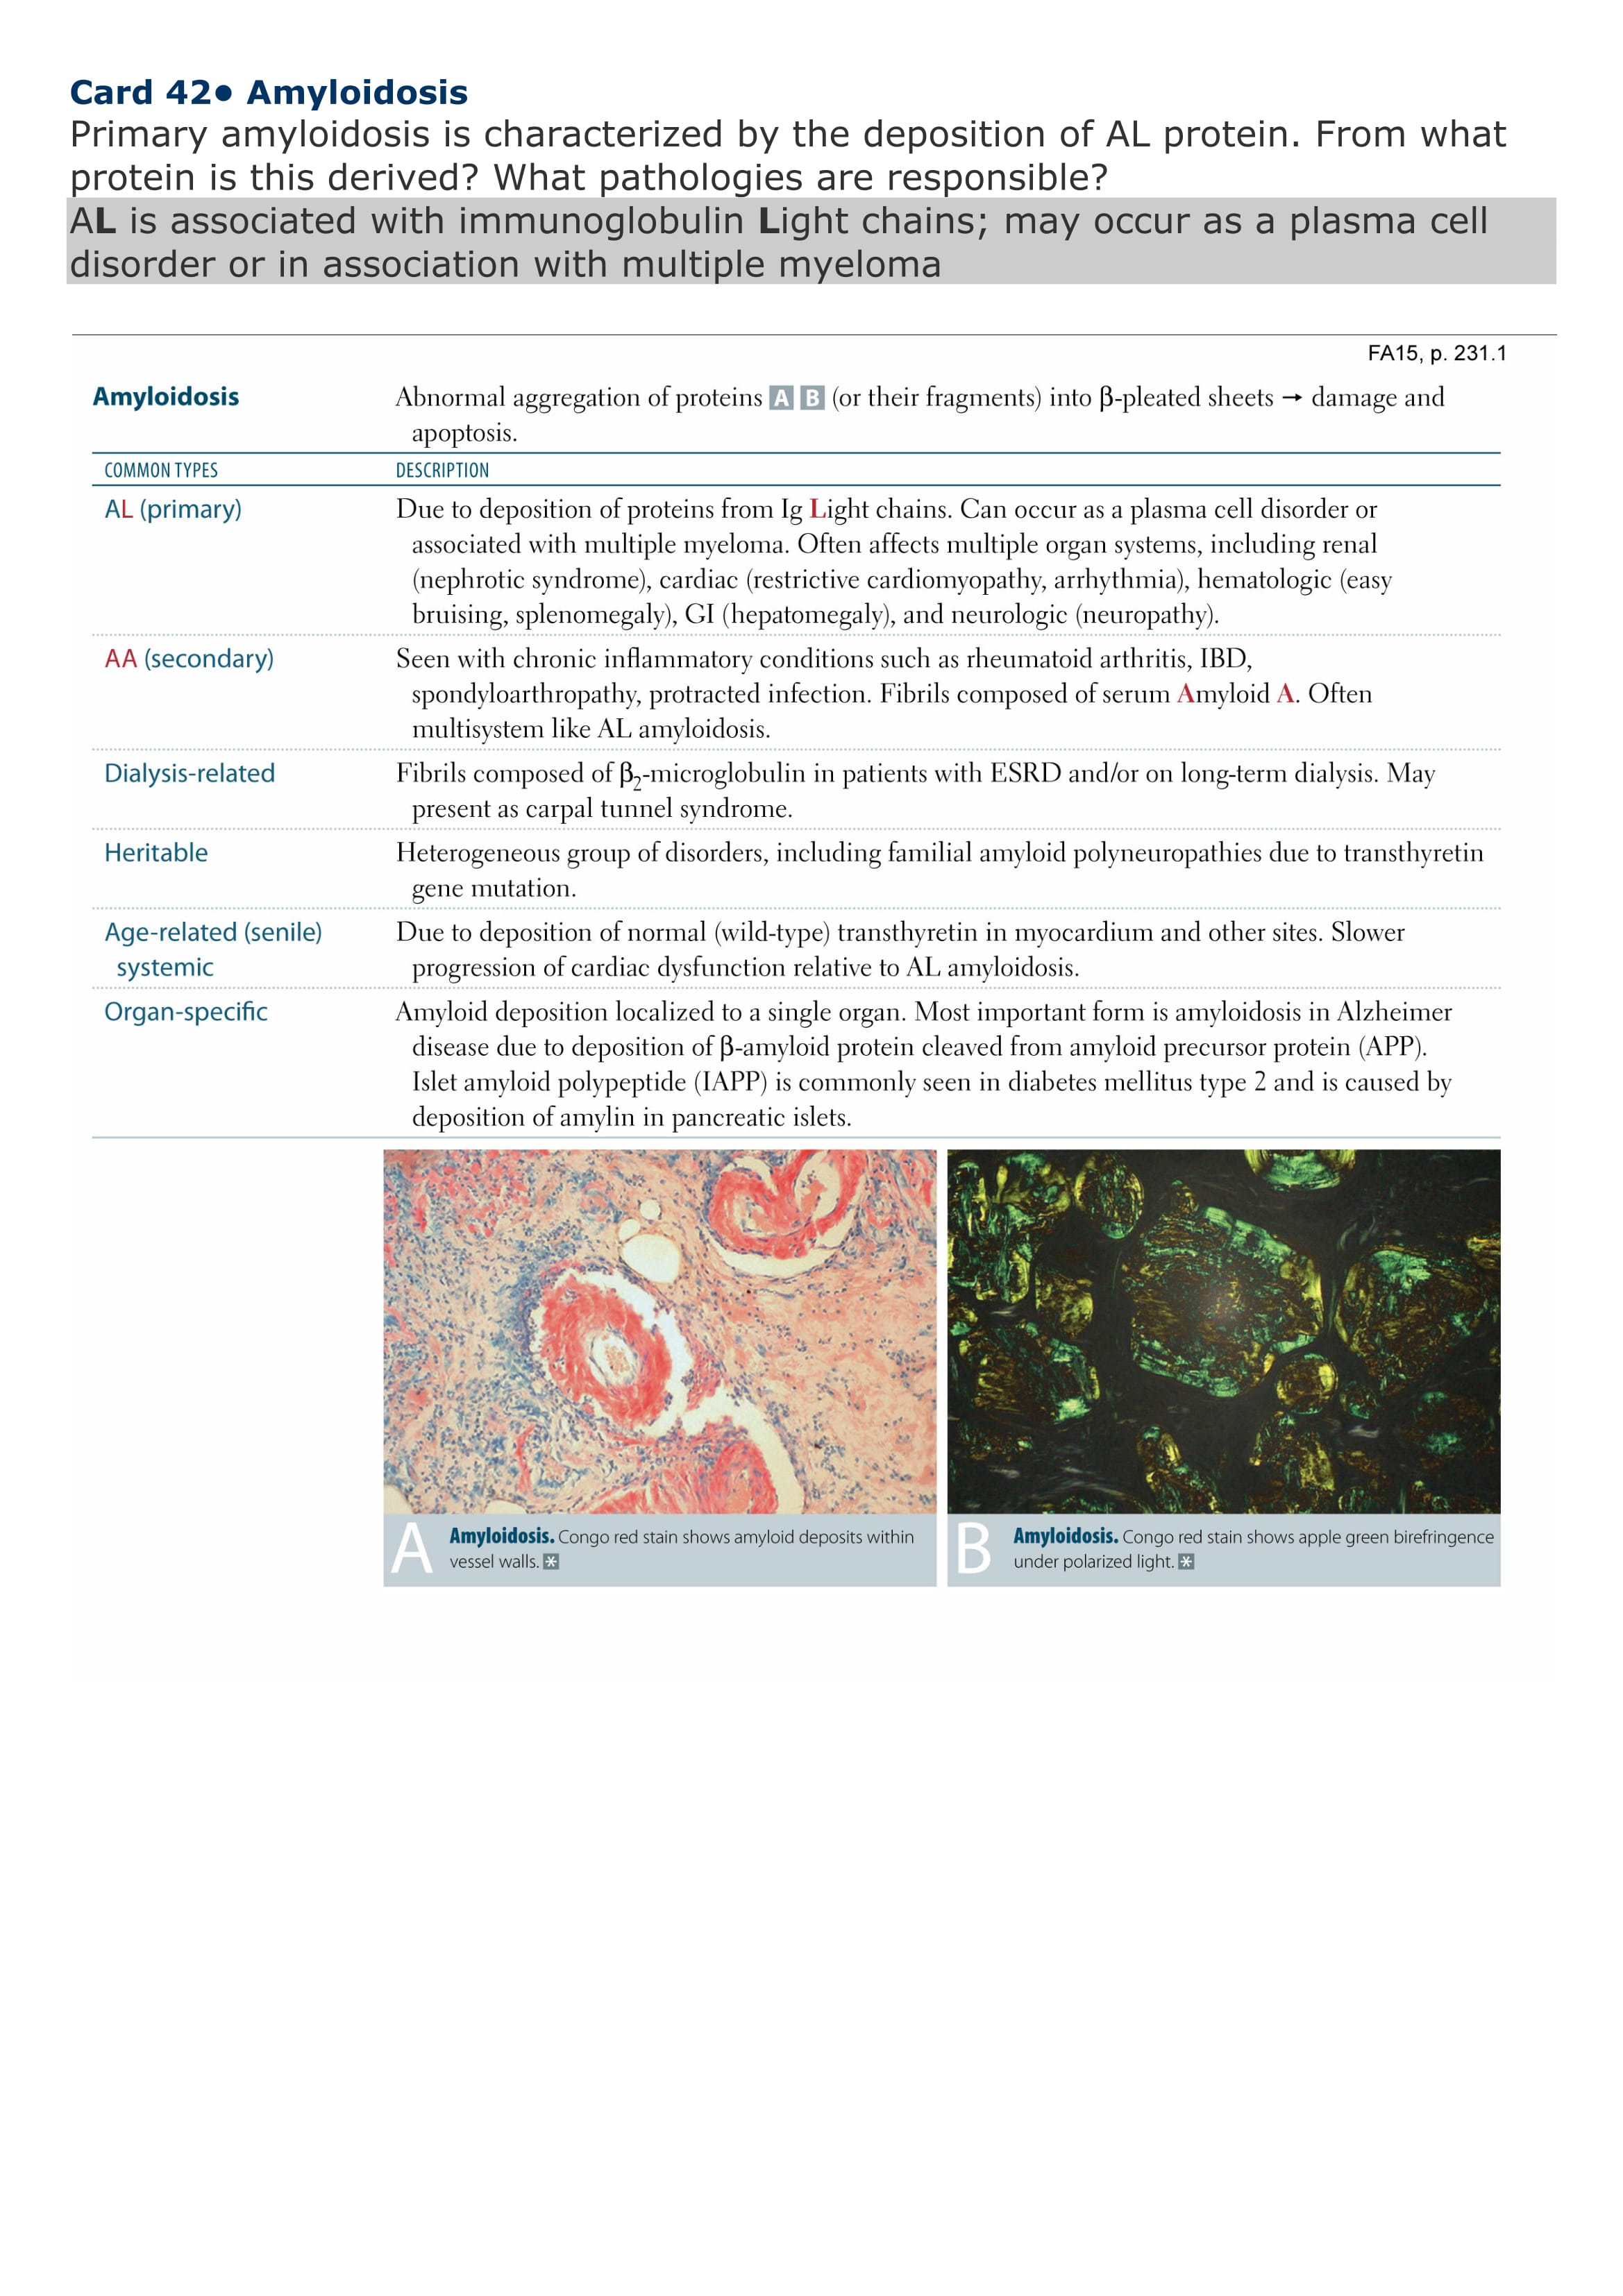 Card 42● Amyloidosis
Primary amyloidosis is characterized by the deposition of AL protein. From what
protein is this derived? What pathologies are responsible?
AL is associated with immunoglobulin Light chains; may occur as a plasma cell
disorder or in association with multiple myeloma
FA15, p. 231.1
Amyloidosis
Abnormal aggregation of proteins A B (or their fragments) into β-pleated sheets → damage and
apoptosis.
COMMON TYPES
DESCRIPTION
AL (primary)
Due to deposition of proteins from Ig Light chains. Can occur as a plasma cell disorder or
associated with multiple myeloma. Often affects multiple organ systems, including renal
(nephrotic syndrome), cardiac (restrictive cardiomyopathy, arrhythmia), hematologic (easy
bruising, splenomegaly), GI (hepatomegaly), and neurologic (neuropathy).
AA (secondary)
Seen with chronic inflammatory conditions such as rheumatoid arthritis, IBD,
spondyloarthropathy, protracted infection. Fibrils composed of serum Amyloid A. Often
multisystem like AL amyloidosis.
Dialysis-related
Fibrils composed of β₂-microglobulin in patients with ESRD and/or on long-term dialysis. May
present as carpal tunnel syndrome.
Heritable
Heterogeneous group of disorders, including familial amyloid polyneuropathies due to transthyretin
gene mutation.
Age-related (senile)
systemic
Due to deposition of normal (wild-type) transthyretin in myocardium and other sites. Slower
progression of cardiac dysfunction relative to AL amyloidosis.
Organ-specific
Amyloid deposition localized to a single organ. Most important form is amyloidosis in Alzheimer
disease due to deposition of β-amyloid protein cleaved from amyloid precursor protein (APP).
Islet amyloid polypeptide (IAPP) is commonly seen in diabetes mellitus type 2 and is caused by
deposition of amylin in pancreatic islets.
A
Amyloidosis. Congo red stain shows amyloid deposits within
vessel walls. *
B
Amyloidosis. Congo red stain shows apple green birefringence
under polarized light. *